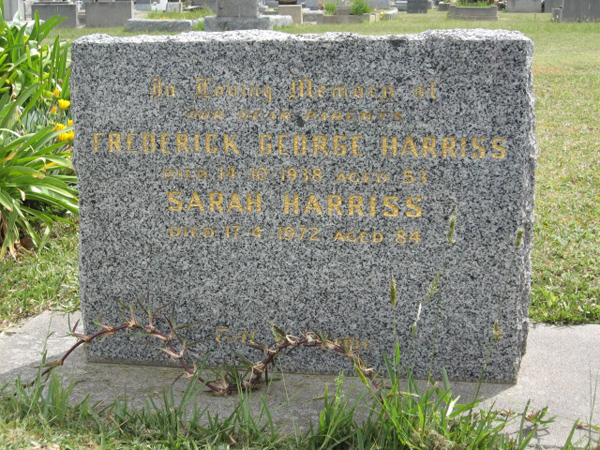 In Loving Memory of
OUR DEAR PARENTS
FREDERICK GEORGE HARRISS
DIED 14·10·1938 AGED 53
SARAH HARRISS
DIED 17·4·1972 AGED 84